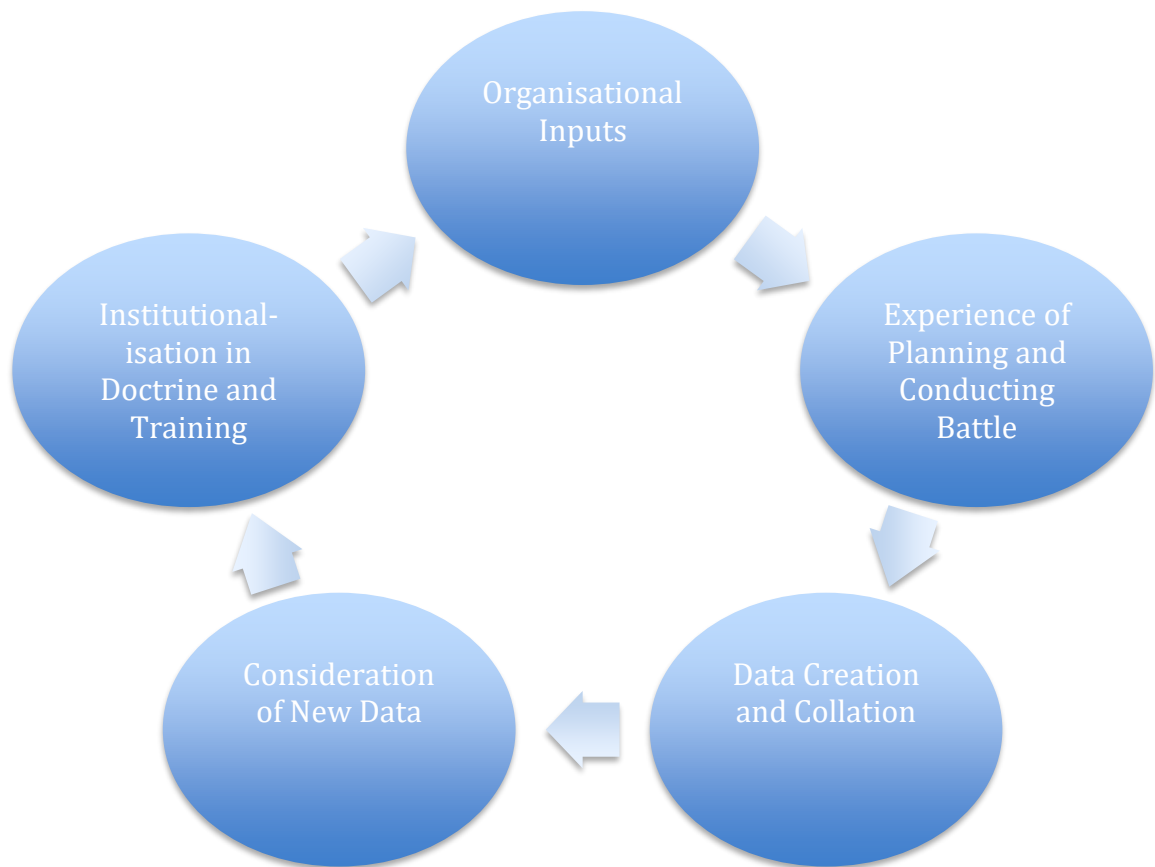 Organisational
Inputs
Experience of
Planning and
Conducting
Battle
Data Creation
and Collation
Consideration
of New Data
Institutional-
isation in
Doctrine and
Training